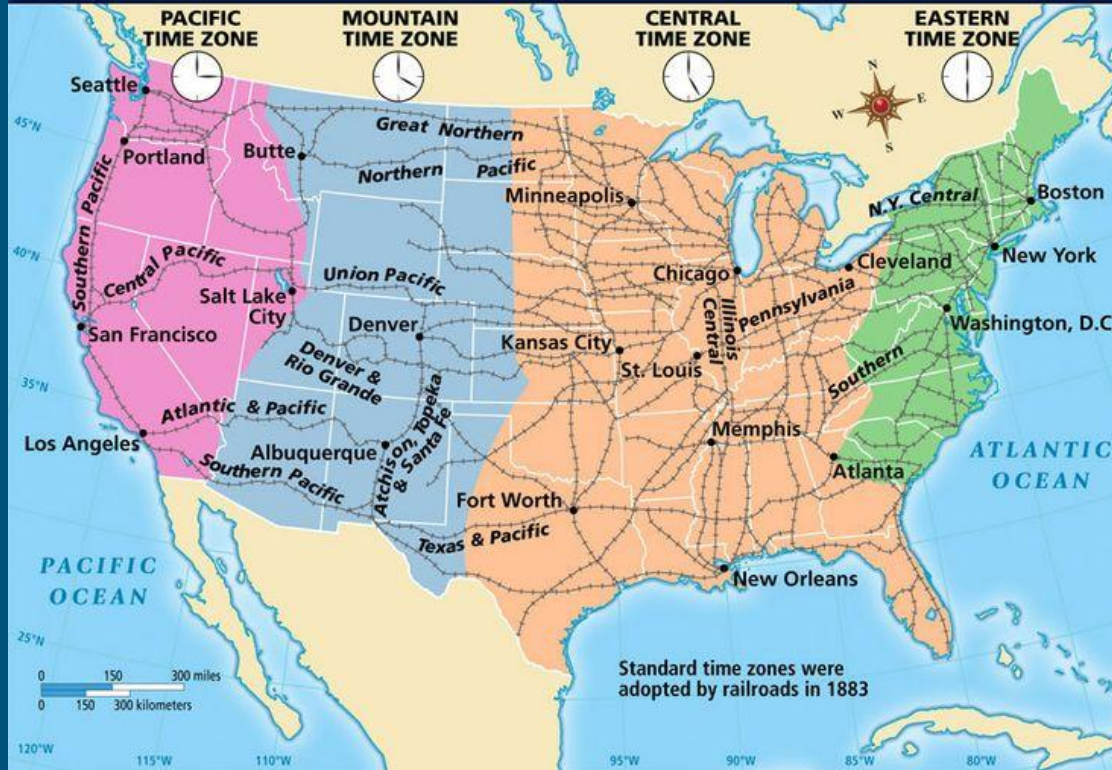 PACIFIC
TIME ZONE
MOUNTAIN
TIME ZONE
CENTRAL
TIME ZONE
EASTERN
TIME ZONE
N
W
E
S
Seattle
45°N
Portland
Butte
Great Northern
Northern Pacific
Minneapolis
N.Y. Central
Boston
Southern Pacific
40°N
Central Pacific
Union Pacific
Chicago
Cleveland
New York
Salt Lake
City
Denver
Illinois
Central
Pennsylvania
Washington, D.C
San Francisco
Denver &
Rio Grande
Kansas City
St. Louis
Southern
35°N
Atlantic & Pacific
Los Angeles
Albuquerque
Atchison, Topeka
& Santa Fe
Memphis
Atlanta
ATLANTIC
OCEAN
Southern Pacific
Fort Worth
Texas & Pacific
PACIFIC
OCEAN
New Orleans
25°N
0 150 300 miles
0 150 300 kilometers
Standard time zones were
adopted by railroads in 1883
120°W
115°W
110°W
95°W
90°W
85°W
80°W